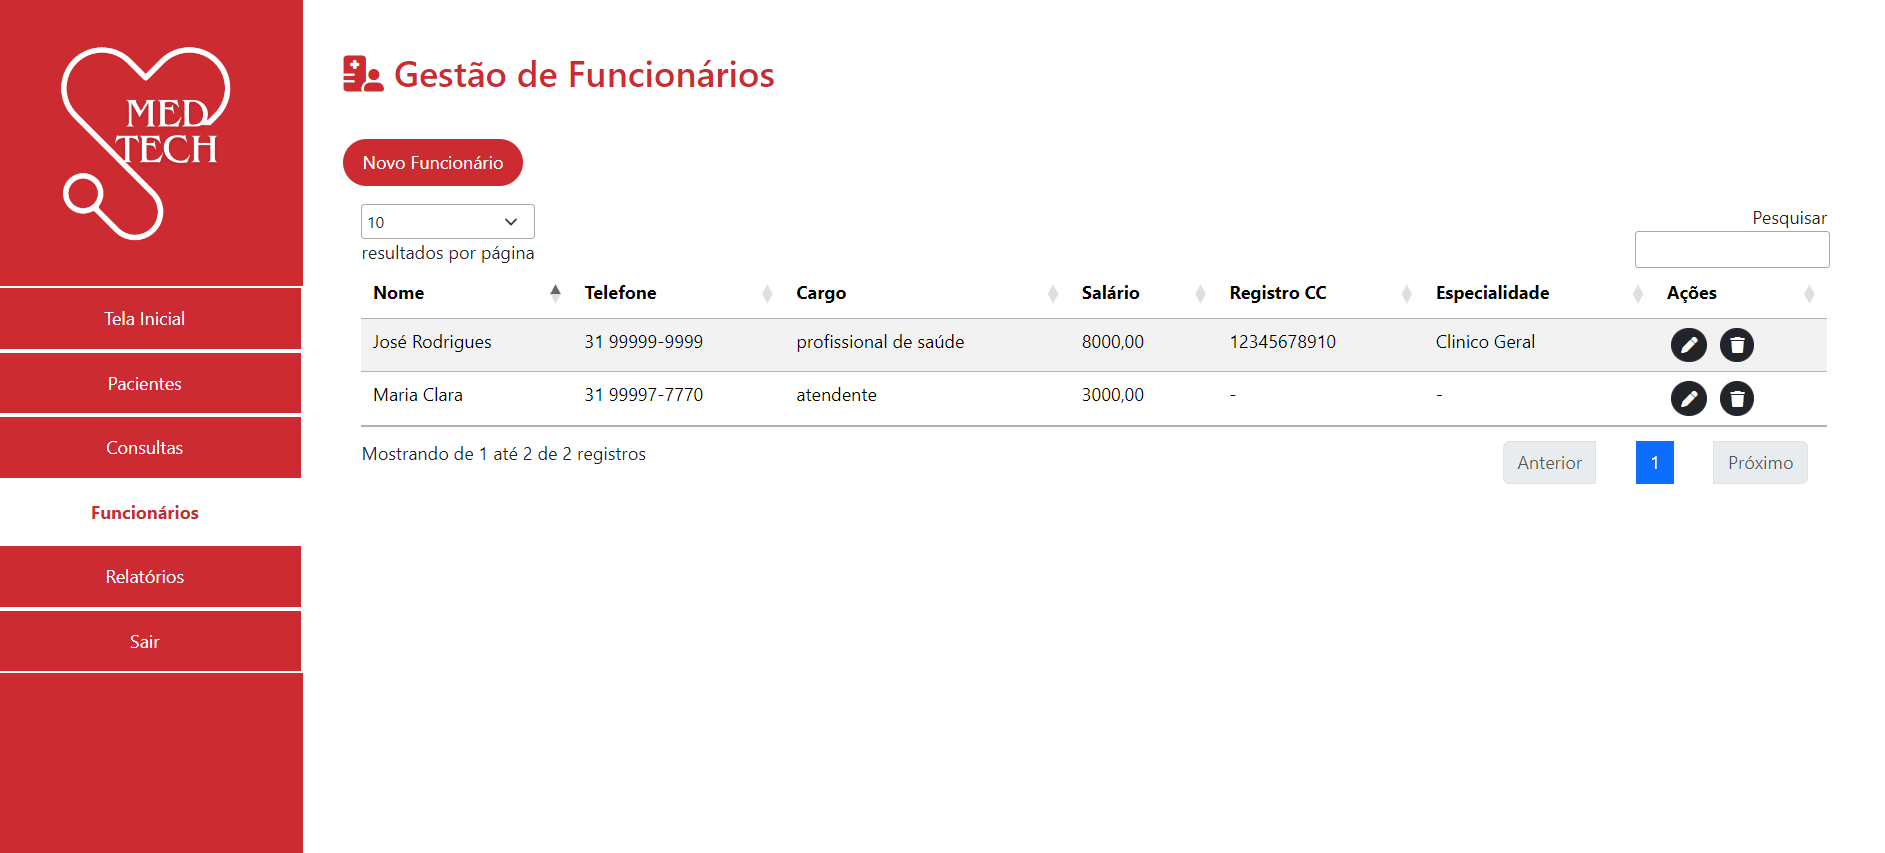 MED
TECH
Tela Inicial
Pacientes
Consultas
Funcionários
Relatórios
Sair
Gestão de Funcionários
Novo Funcionário
10
resultados por página
Pesquisar
Nome Telefone Cargo Salário Registro CC Especialidade Ações
José Rodrigues 31 99999-9999 profissional de saúde 8000,00 12345678910 Clinico Geral
Maria Clara 31 99997-7770 atendente 3000,00 - -
Mostrando de 1 até 2 de 2 registros
Anterior 1 Próximo